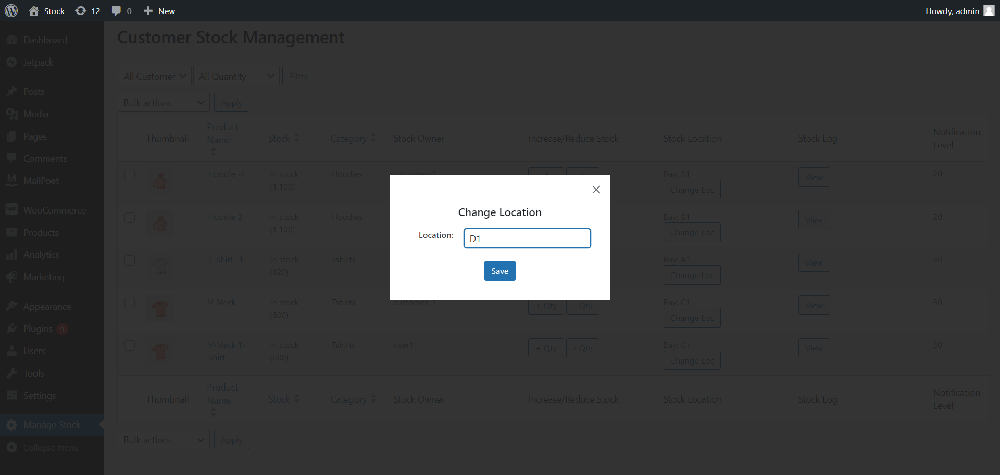 Stock 12 0 New Howdy, admin
Dashboard
Jetpack
Posts
Media
Pages
Comments
MailPoet
WooCommerce
Products
Analytics
Marketing
Appearance
Plugins 9
Users
Tools
Settings
Manage Stock
Collapse menu
Customer Stock Management
All Customer All Quantity Filter
Bulk actions Apply
Thumbnail Product Name Stock Category Stock Owner Increase/Reduce Stock Stock Location Stock Log Notification Level
Hoodie -1 In stock (1,100) Hoodies customer-1 Bay: B1 Change Loc View 20
Hoodie 2 In stock (1,100) Hoodies Bay: B1 Change Loc View 20
T-Shirt -1 In stock (120) Tshirts Bay: A1 Change Loc View 30
V-Neck In stock (600) Tshirts customer-1 + Qty - Qty Bay: C1 Change Loc View 30
V-Neck T-Shirt In stock (600) Tshirts user1 + Qty - Qty Bay: C1 Change Loc View 30
Thumbnail Product Name Stock Category Stock Owner Increase/Reduce Stock Stock Location Stock Log Notification Level
Bulk actions Apply
Change Location
Location: D1
Save